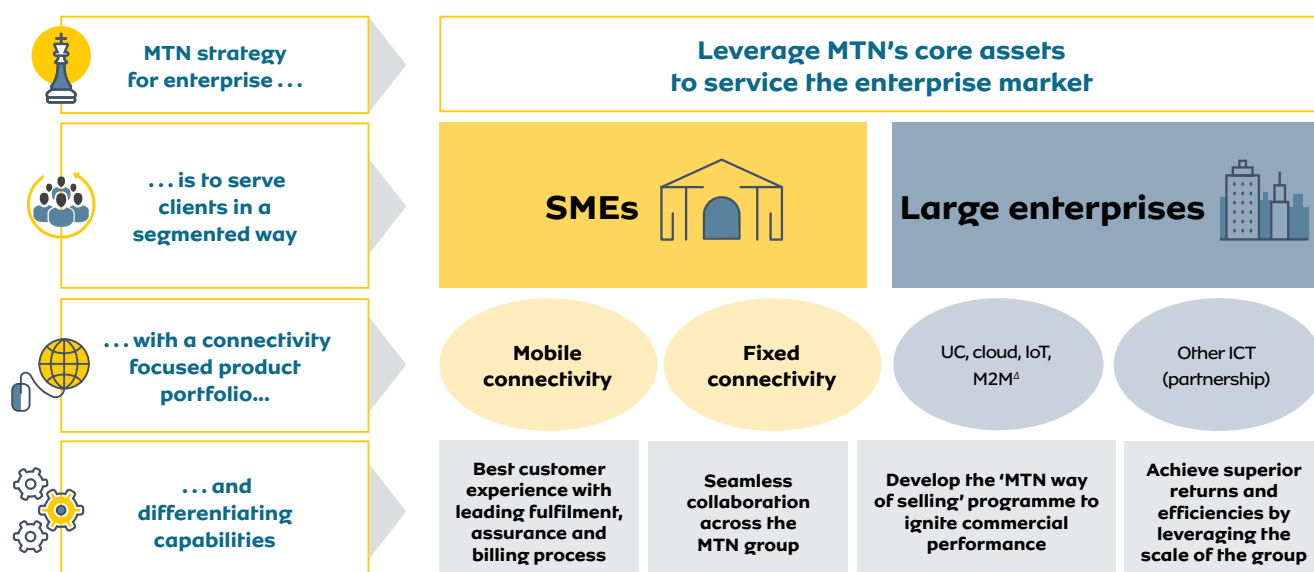 MTN strategy
for enterprise ...
Leverage MTN's core assets
to service the enterprise market
... is to serve
clients in a
segmented way
SMEs
Large enterprises
... with a connectivity
focused product
portfolio...
Mobile
connectivity
Fixed
connectivity
UC, cloud, IoT,
M2M^Δ
Other ICT
(partnership)
... and
differentiating
capabilities
Best customer
experience with
leading fulfilment,
assurance and
billing process
Seamless
collaboration
across the
MTN group
Develop the 'MTN way
of selling' programme to
ignite commercial
performance
Achieve superior
returns and
efficiencies by
leveraging the
scale of the group